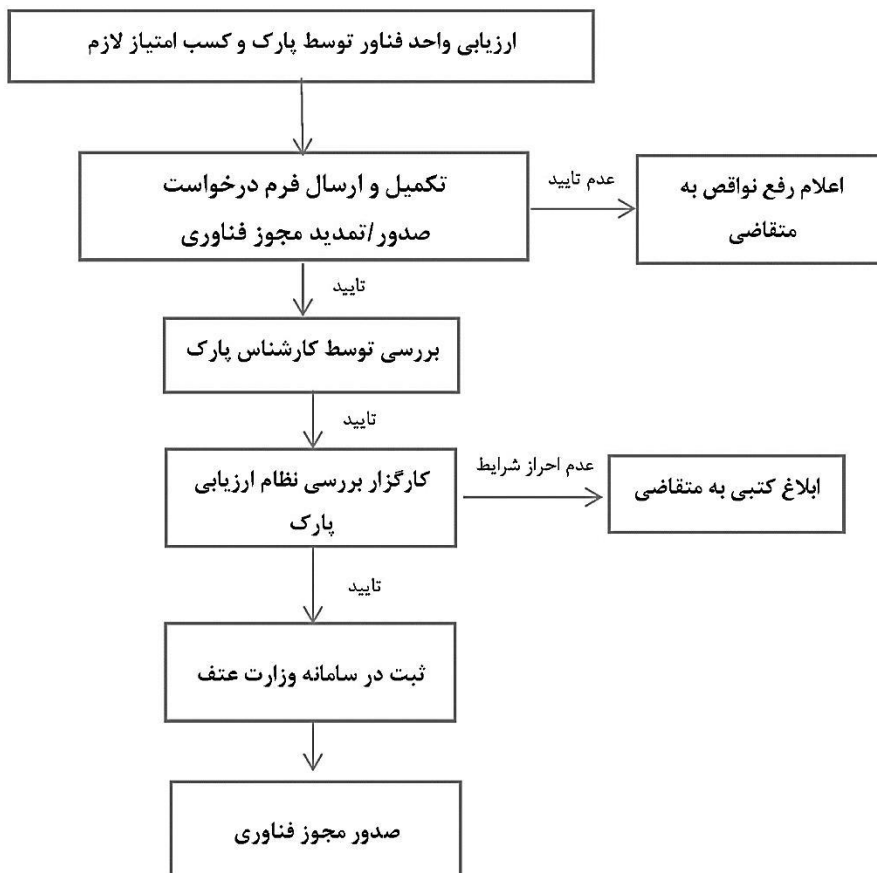 ارزیابی واحد فناور توسط پارک و کسب امتیاز لازم
تکمیل و ارسال فرم درخواست
صدور/تمدید مجوز فناوری
عدم تایید
اعلام رفع نواقص به
متقاضی
تایید
بررسی توسط کارشناس پارک
تایید
کارگزار بررسی نظام ارزیابی
پارک
عدم احراز شرایط
ابلاغ کتبی به متقاضی
تایید
ثبت در سامانه وزارت عتف
صدور مجوز فناوری